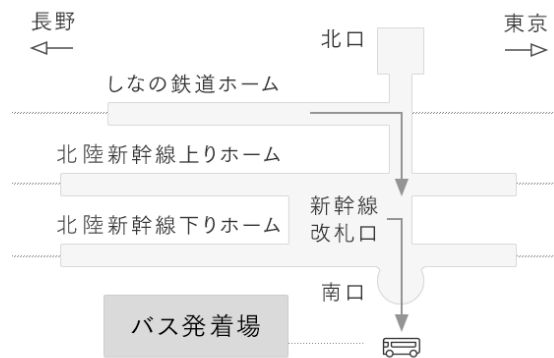 長野
東京
北口
しなの鉄道ホーム
北陸新幹線上りホーム
新幹線
改札口
北陸新幹線下りホーム
南口
バス発着場